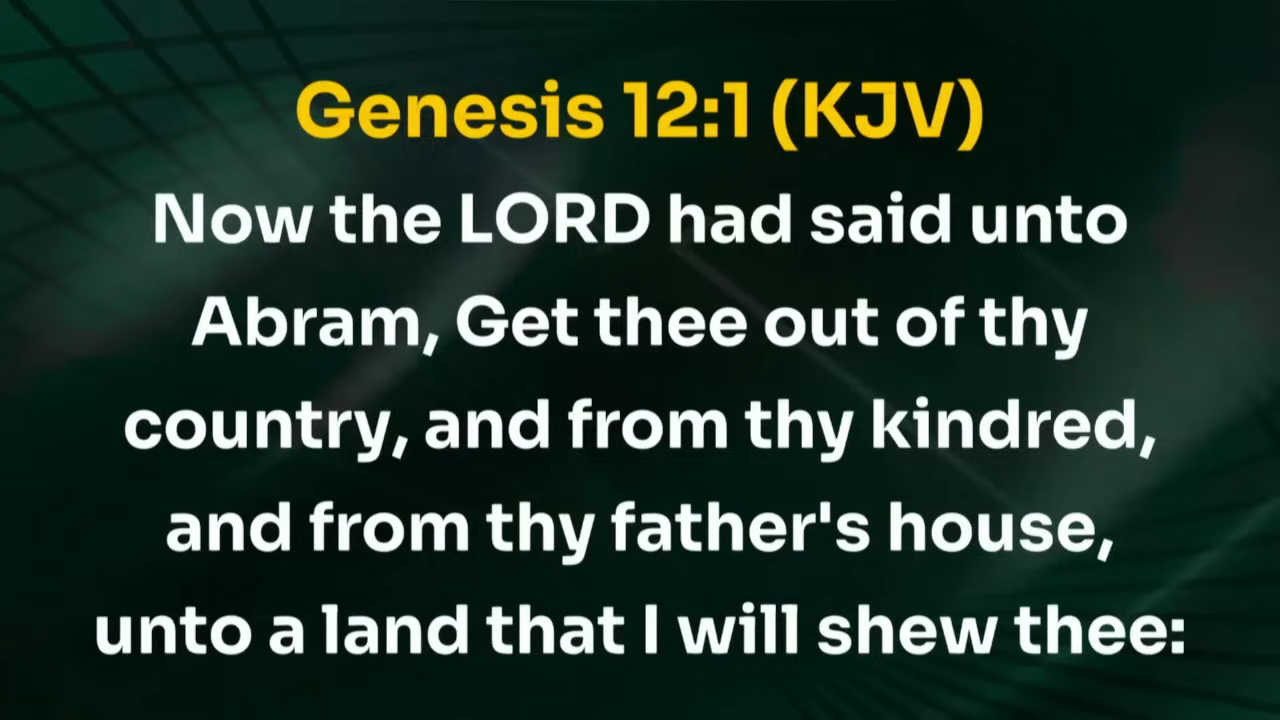 Genesis 12:1 (KJV)
Now the LORD had said unto
Abram, Get thee out of thy
country, and from thy kindred,
and from thy father's house,
unto a land that I will shew thee: